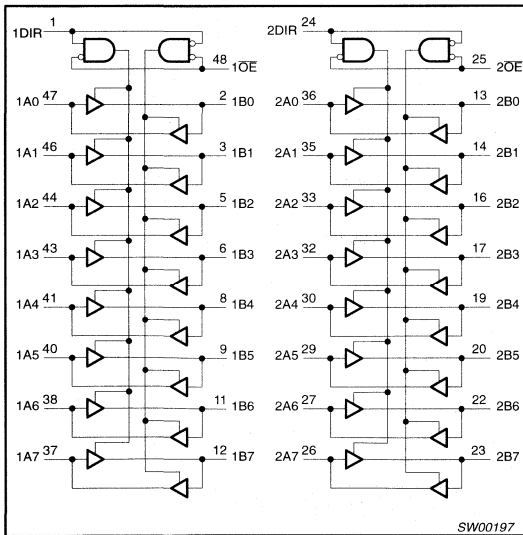 1DIR 1 2DIR 24
48 1O̅E̅ 25 2O̅E̅
1A0 47 2 1B0 2A0 36 13 2B0
1A1 46 3 1B1 2A1 35 14 2B1
1A2 44 5 1B2 2A2 33 16 2B2
1A3 43 6 1B3 2A3 32 17 2B3
1A4 41 8 1B4 2A4 30 19 2B4
1A5 40 9 1B5 2A5 29 20 2B5
1A6 38 11 1B6 2A6 27 22 2B6
1A7 37 12 1B7 2A7 26 23 2B7
SW00197